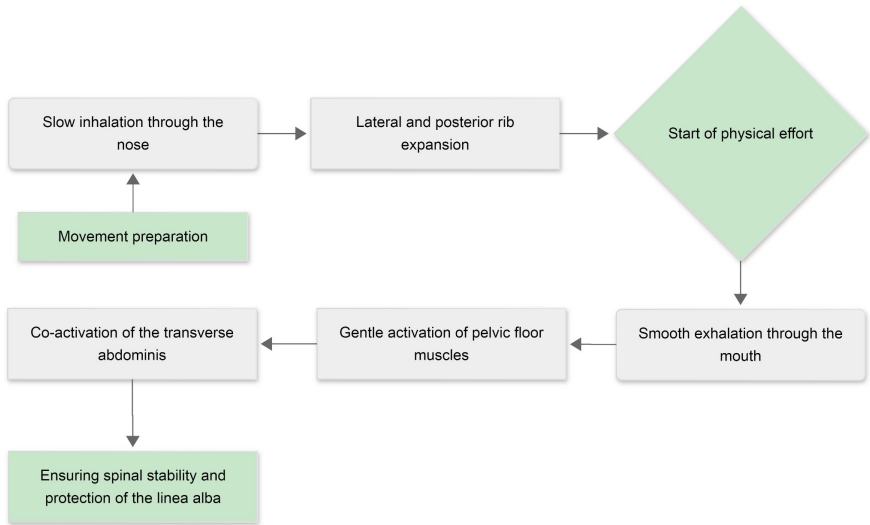 Slow inhalation through the
nose
Lateral and posterior rib
expansion
Start of physical effort
Movement preparation
Co-activation of the transverse
abdominis
Gentle activation of pelvic floor
muscles
Smooth exhalation through the
mouth
Ensuring spinal stability and
protection of the linea alba